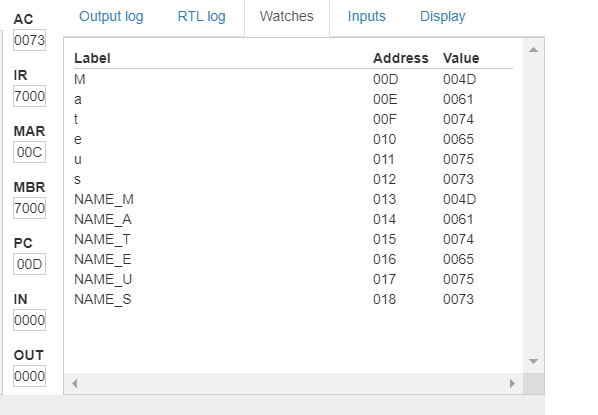 AC
0073
IR
7000
MAR
00C
MBR
7000
PC
00D
IN
0000
OUT
0000
Output log RTL log Watches Inputs Display
Label Address Value
M 00D 004D
a 00E 0061
t 00F 0074
e 010 0065
u 011 0075
s 012 0073
NAME_M 013 004D
NAME_A 014 0061
NAME_T 015 0074
NAME_E 016 0065
NAME_U 017 0075
NAME_S 018 0073